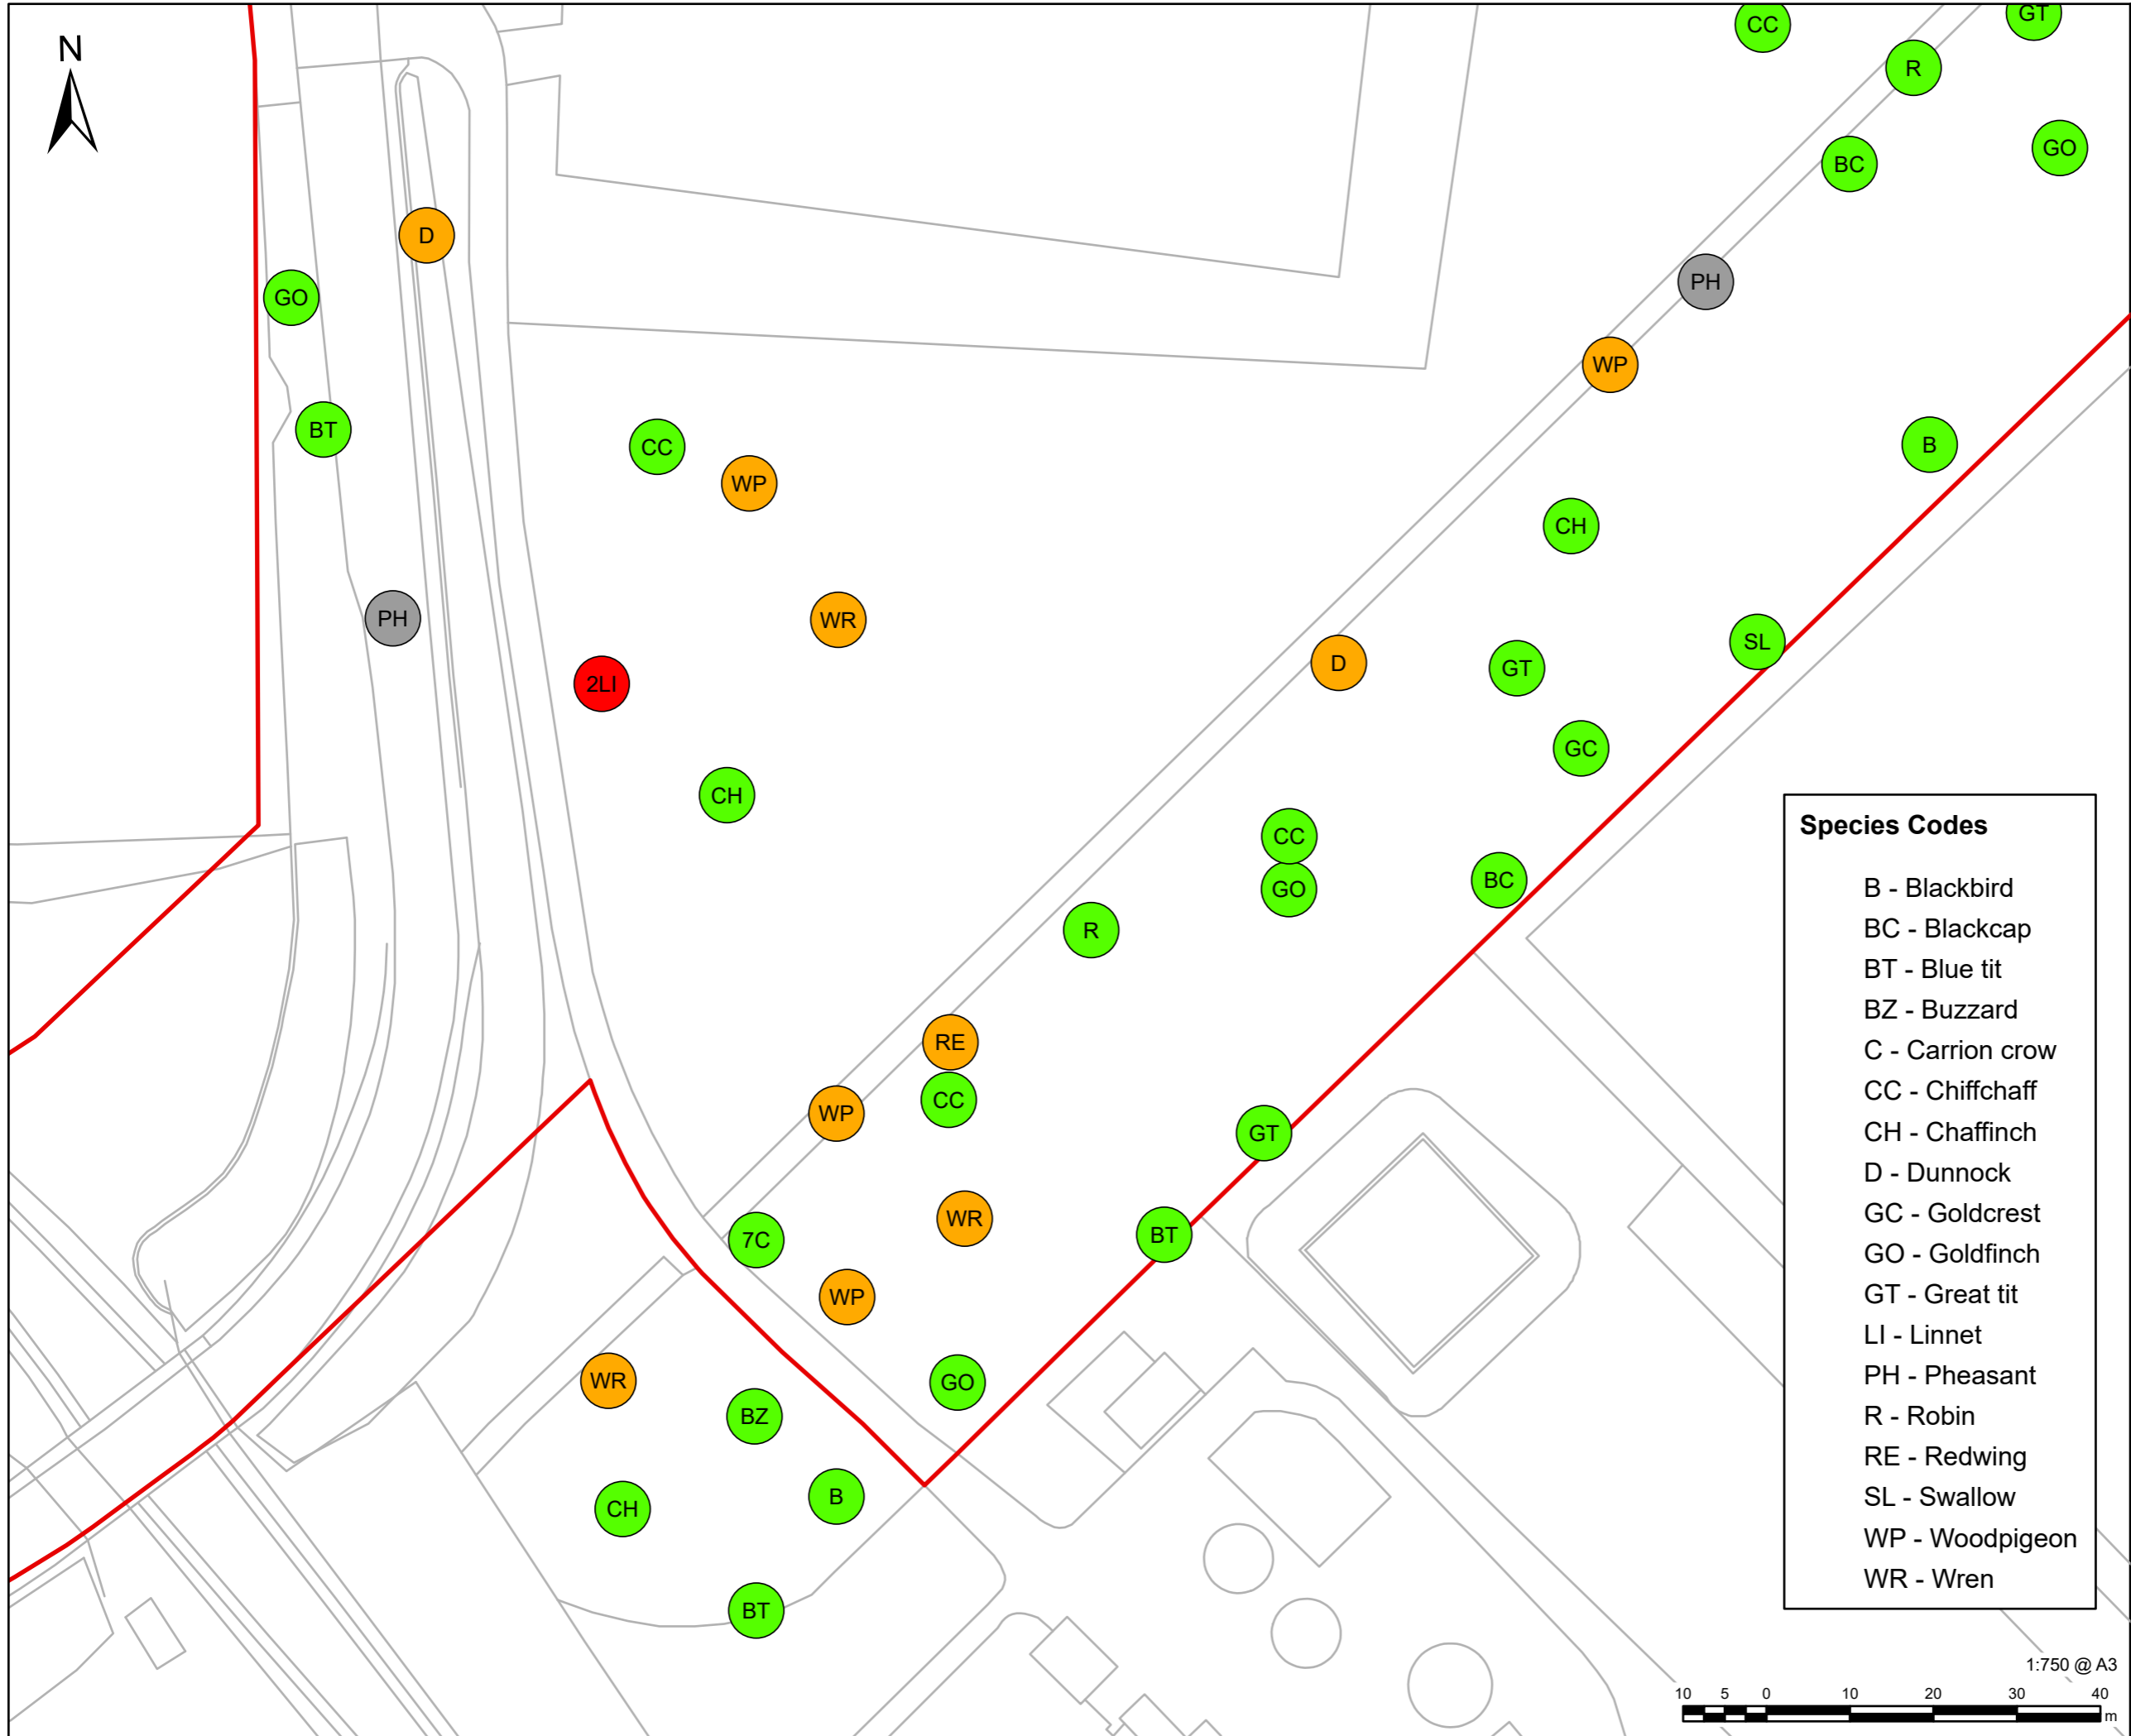 N
CC
GT
R
BC
GO
D
PH
GO
WP
BT
CC
B
WP
CH
PH
WR
SL
D
GT
2LI
GC
CH
CC
BC
GO
R
RE
CC
WP
GT
WR
BT
7C
WP
WR
GO
BZ
B
CH
BT
Species Codes
B - Blackbird
BC - Blackcap
BT - Blue tit
BZ - Buzzard
C - Carrion crow
CC - Chiffchaff
CH - Chaffinch
D - Dunnock
GC - Goldcrest
GO - Goldfinch
GT - Great tit
LI - Linnet
PH - Pheasant
R - Robin
RE - Redwing
SL - Swallow
WP - Woodpigeon
WR - Wren
1:750 @ A3
10 5 0 10 20 30 40
m